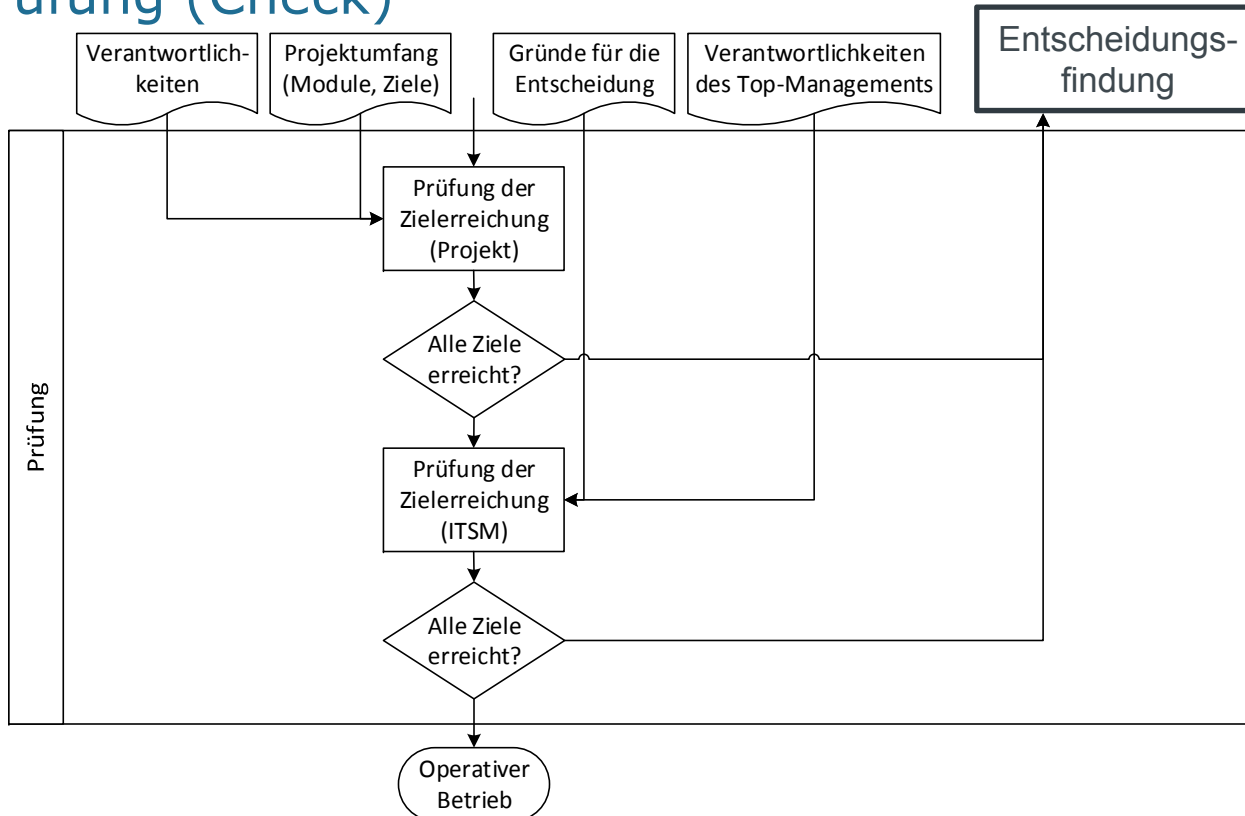 üfung (Check)
Verantwortlich-
keiten
Projektumfang
(Module, Ziele)
Gründe für die
Entscheidung
Verantwortlichkeiten
des Top-Managements
Entscheidungs-
findung
Prüfung
Prüfung der
Zielerreichung
(Projekt)
Alle Ziele
erreicht?
Prüfung der
Zielerreichung
(ITSM)
Alle Ziele
erreicht?
Operativer
Betrieb